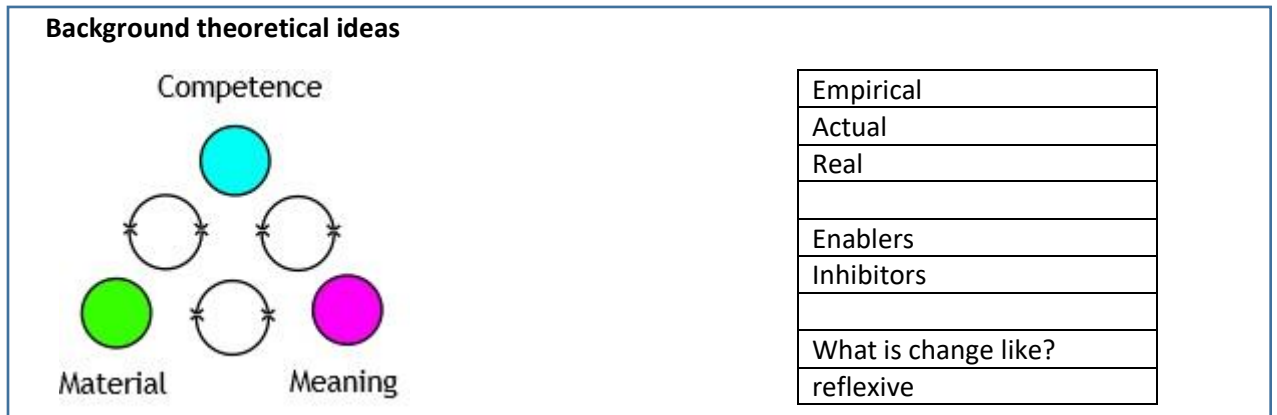 Background theoretical ideas
Competence
Material
Meaning
Empirical
Actual
Real
Enablers
Inhibitors
What is change like?
reflexive